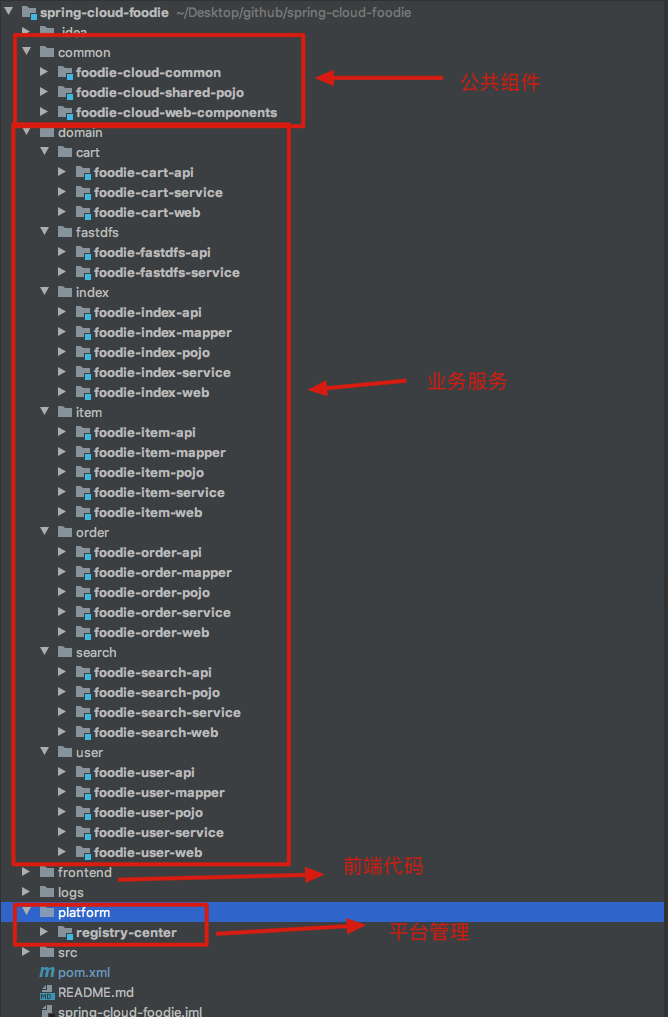 spring-cloud-foodie ~/Desktop/github/spring-cloud-foodie
.idea
common
foodie-cloud-common
公共组件
foodie-cloud-shared-pojo
foodie-cloud-web-components
domain
cart
foodie-cart-api
foodie-cart-service
foodie-cart-web
fastdfs
foodie-fastdfs-api
foodie-fastdfs-service
index
foodie-index-api
foodie-index-mapper
foodie-index-pojo
foodie-index-service
业务服务
foodie-index-web
item
foodie-item-api
foodie-item-mapper
foodie-item-pojo
foodie-item-service
foodie-item-web
order
foodie-order-api
foodie-order-mapper
foodie-order-pojo
foodie-order-service
foodie-order-web
search
foodie-search-api
foodie-search-pojo
foodie-search-service
foodie-search-web
user
foodie-user-api
foodie-user-mapper
foodie-user-pojo
foodie-user-service
foodie-user-web
frontend
前端代码
logs
platform
registry-center
平台管理
src
pom.xml
README.md
spring-cloud-foodie.iml